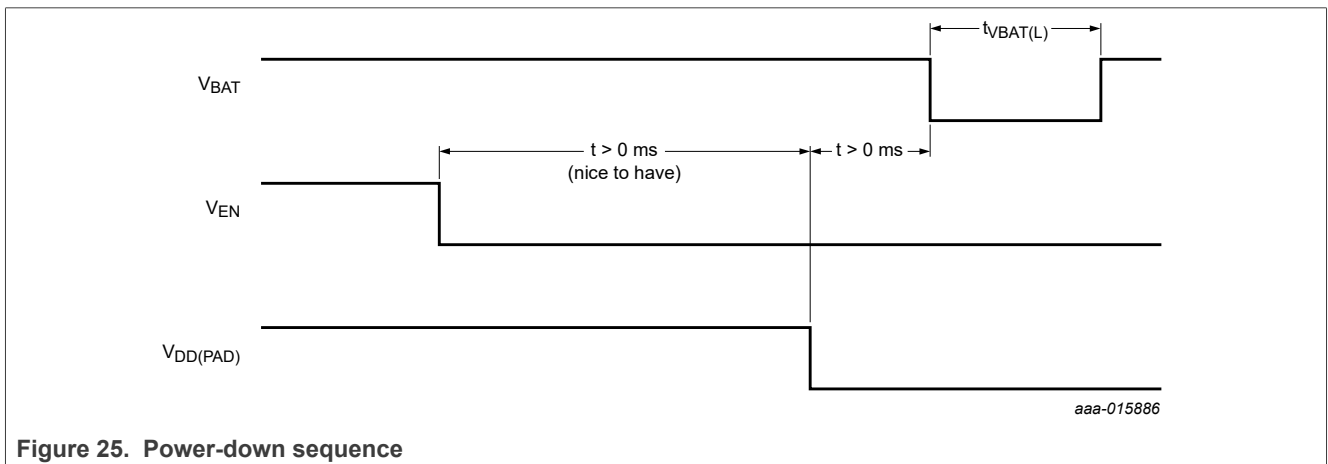 tVBAT(L)
VBAT
t > 0 ms
(nice to have)
t > 0 ms
VEN
VDD(PAD)
aaa-015886
Figure 25. Power-down sequence